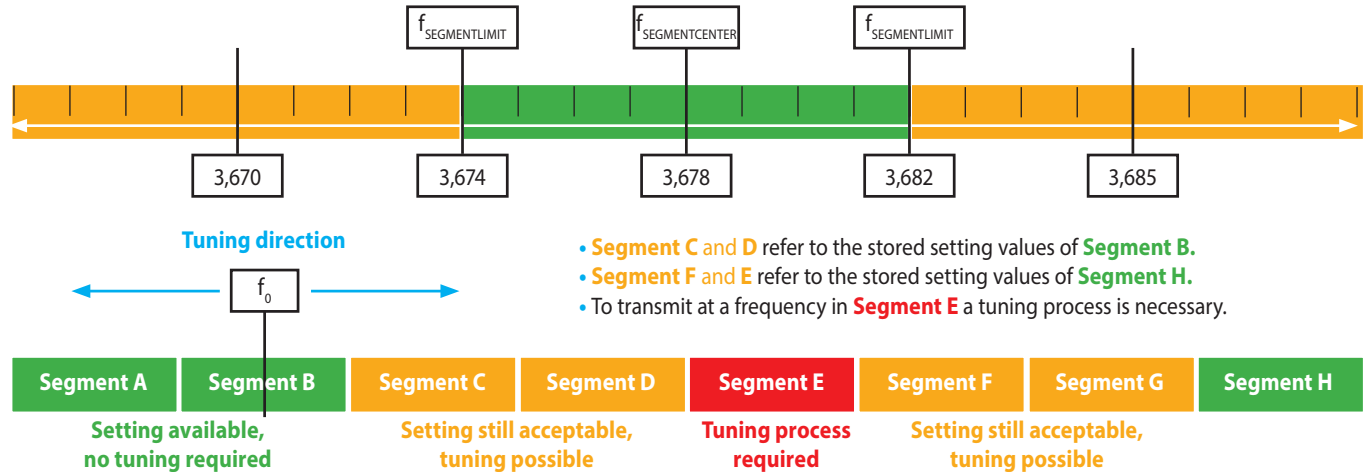 fSEGMENTLIMIT fSEGMENTCENTER fSEGMENTLIMIT
3,670 3,674 3,678 3,682 3,685
Tuning direction
f0
• Segment C and D refer to the stored setting values of Segment B.
• Segment F and E refer to the stored setting values of Segment H.
• To transmit at a frequency in Segment E a tuning process is necessary.
Segment A Segment B Segment C Segment D Segment E Segment F Segment G Segment H
Setting available,
no tuning required
Setting still acceptable,
tuning possible
Tuning process
required
Setting still acceptable,
tuning possible